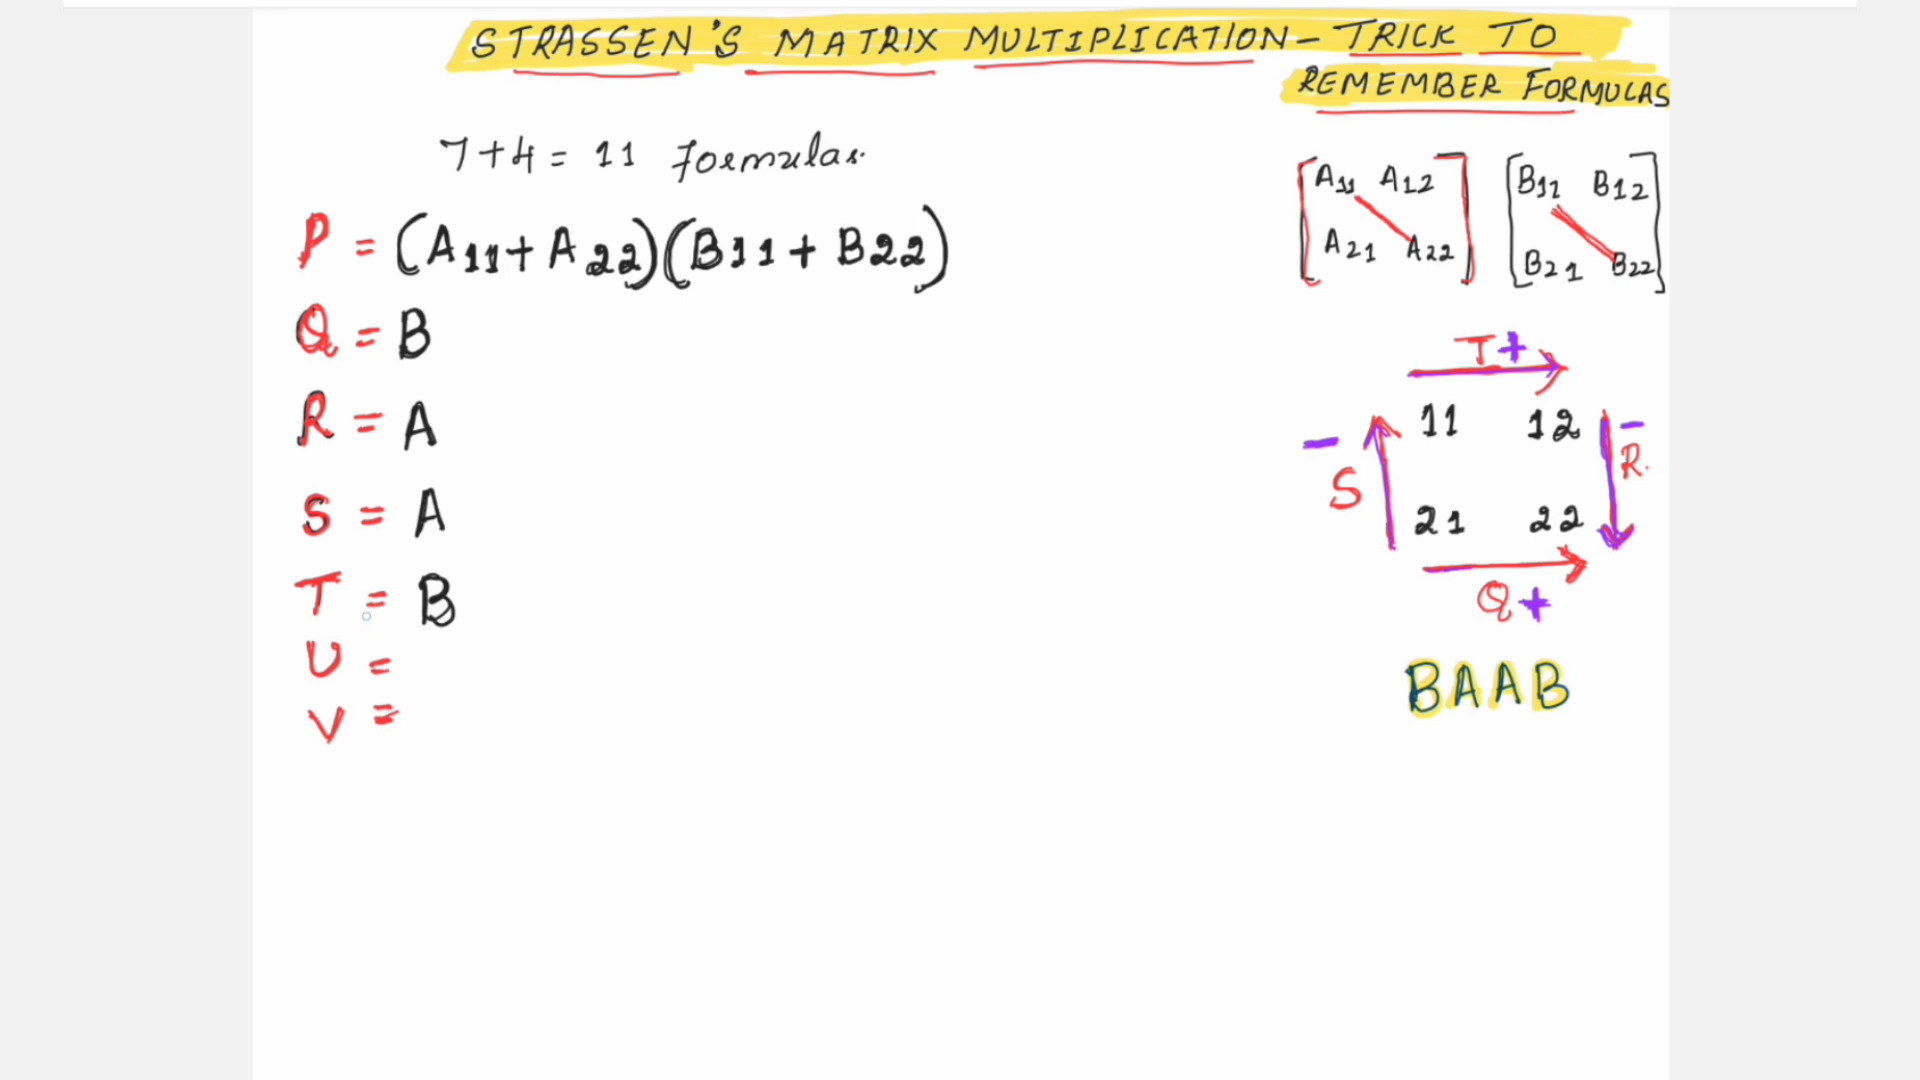 STRASSEN'S MATRIX MULTIPLICATION - TRICK TO
REMEMBER FORMULAS
7+4 = 11 formulas.
A11 A12
A21 A22
B11 B12
B21 B22
P = (A11 + A22)(B11 + B22)
Q = B
R = A
S = A
T = B
U =
V =
T +
11 12
- S
- R.
21 22
Q +
BAAB